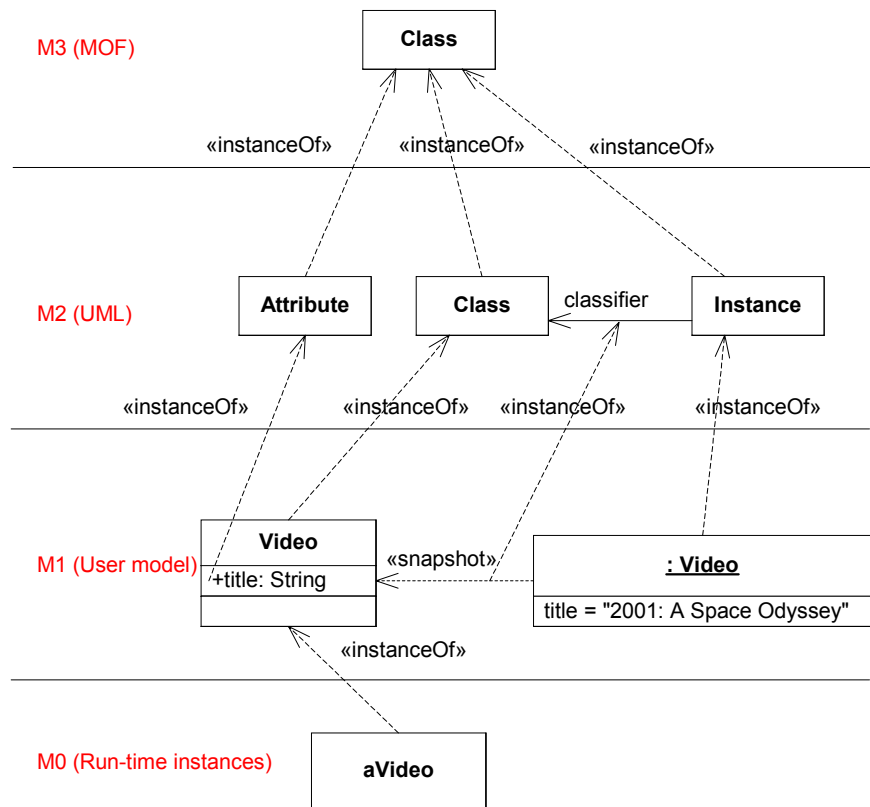 Class
M3 (MOF)
«instanceOf» «instanceOf» «instanceOf»
Attribute
Class
classifier
Instance
M2 (UML)
«instanceOf» «instanceOf» «instanceOf» «instanceOf»
Video
«snapshot»
: Video
M1 (User model)
+title: String
title = "2001: A Space Odyssey"
«instanceOf»
M0 (Run-time instances)
aVideo